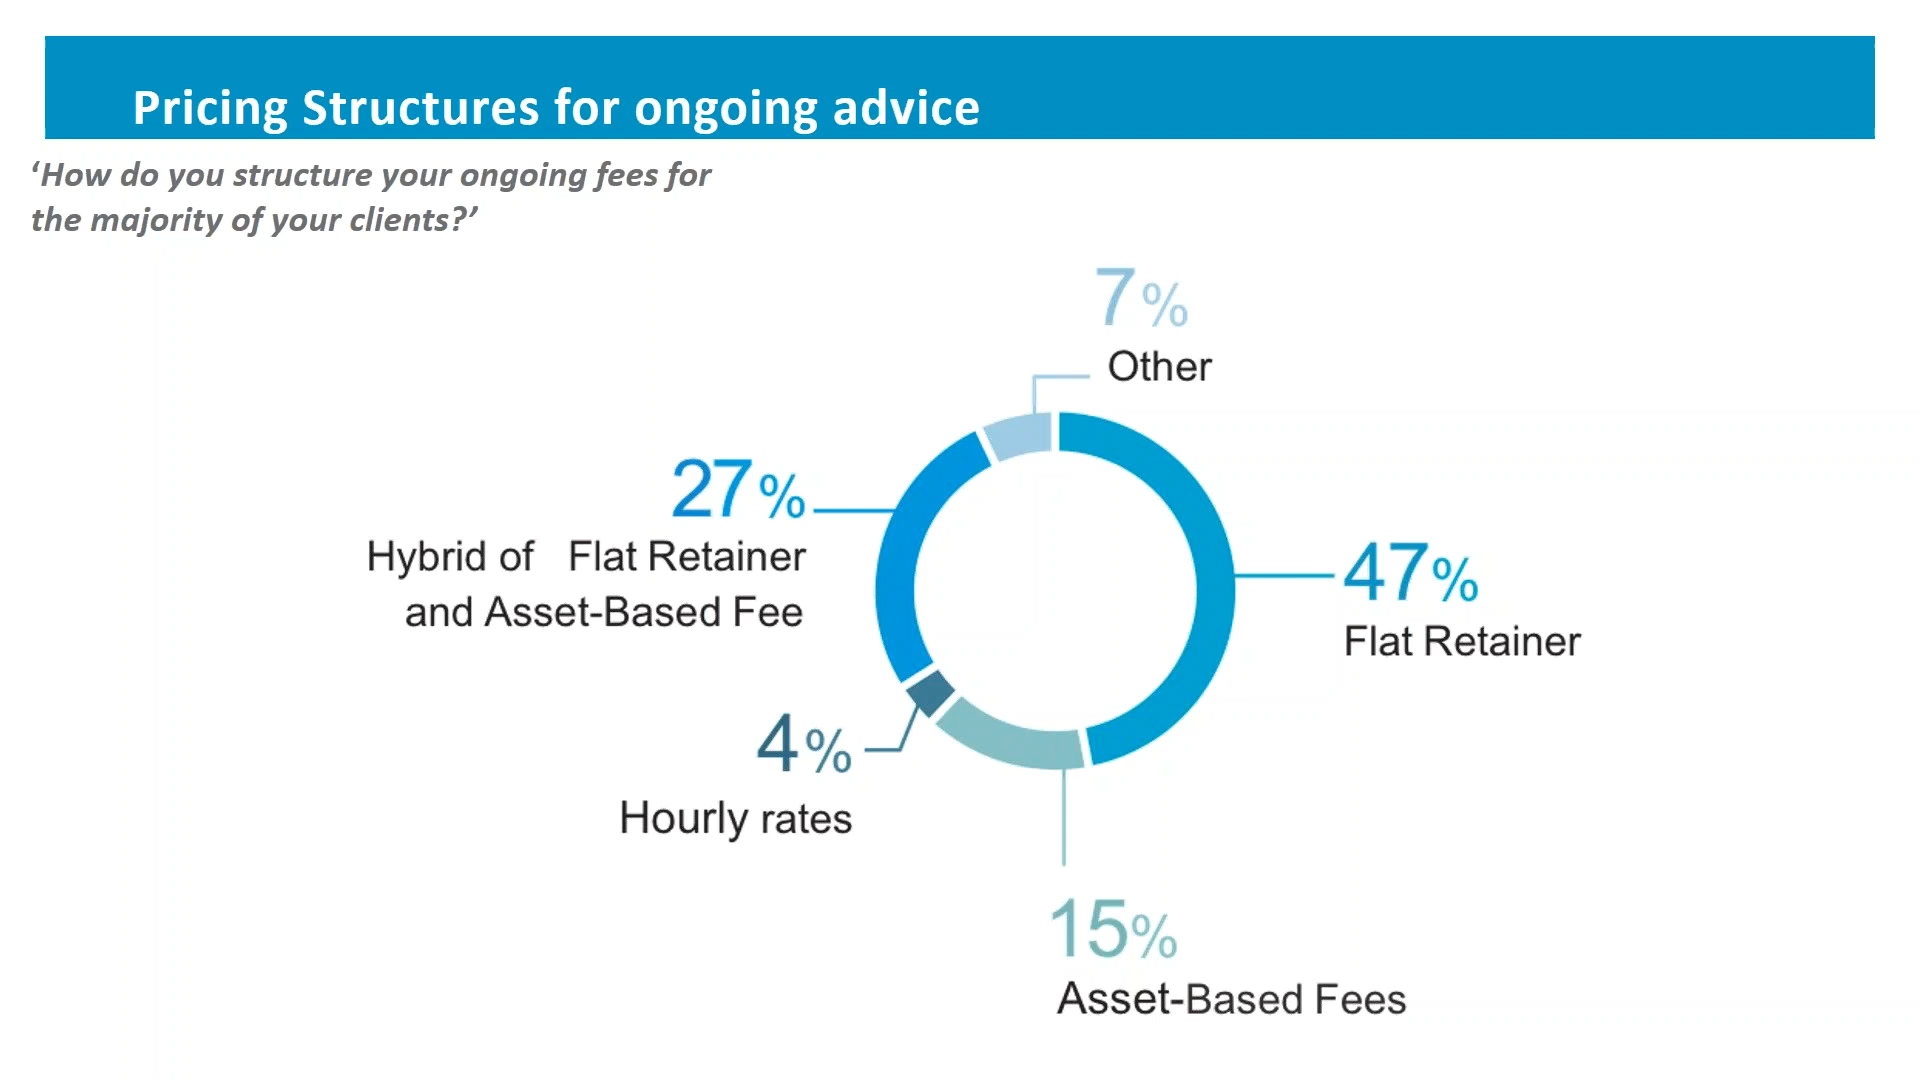 Pricing Structures for ongoing advice
‘How do you structure your ongoing fees for
the majority of your clients?’
7%
Other
27%
Hybrid of Flat Retainer
and Asset-Based Fee
47%
Flat Retainer
4%
Hourly rates
15%
Asset-Based Fees